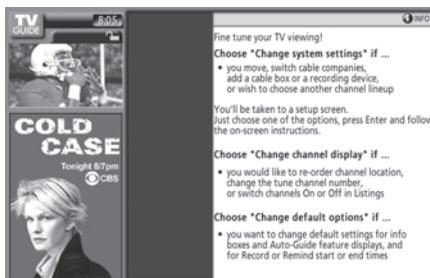 TV
GUIDE
8:05
INFO
Fine tune your TV viewing!
Choose "Change system settings" if ...
• you move, switch cable companies,
add a cable box or a recording device,
or wish to choose another channel lineup
You'll be taken to a setup screen.
Just choose one of the options, press Enter and follow
the on-screen instructions.
Choose "Change channel display" if ...
• you would like to re-order channel location,
change the tune channel number,
or switch channels On or Off in Listings
Choose "Change default options" if ...
• you want to change default settings for info
boxes and Auto-Guide feature displays, and
for Record or Remind start or end times
COLD
CASE
Tonight 8/7pm
CBS